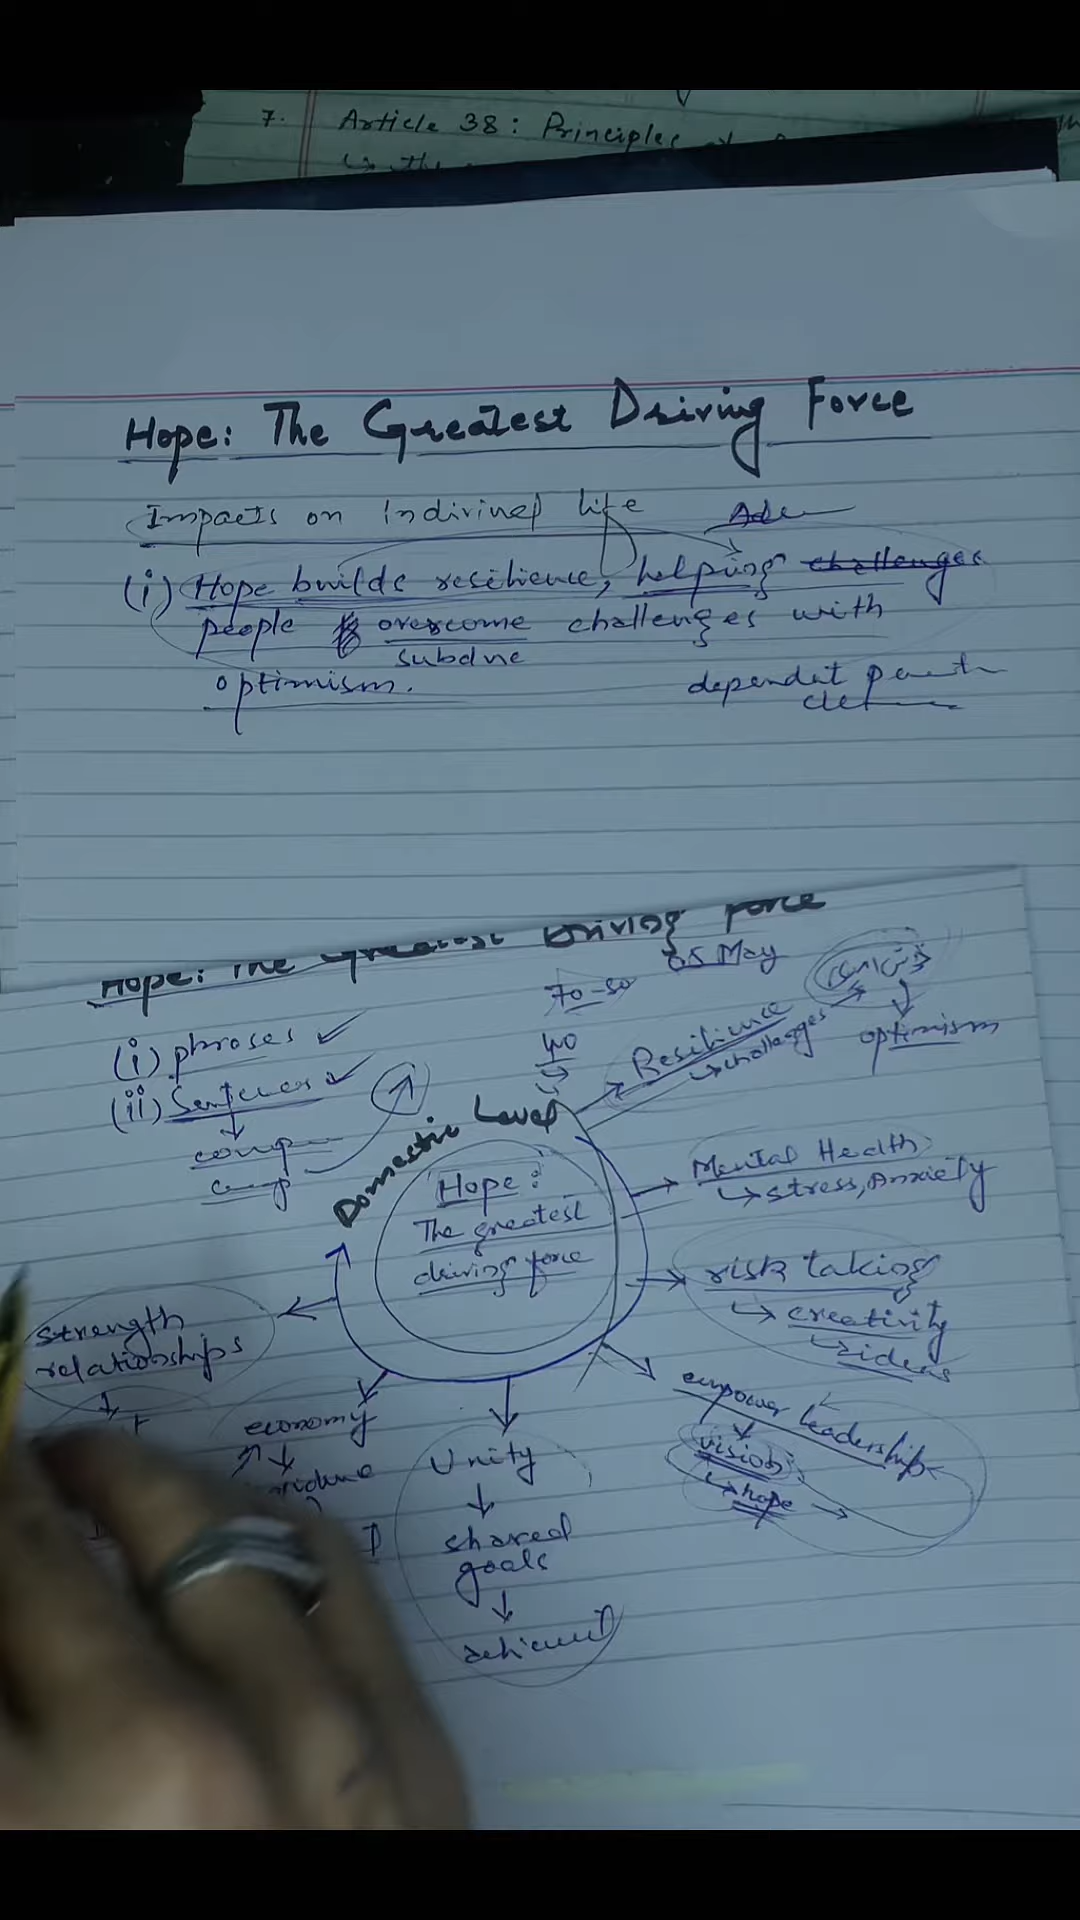 7. Article 38: Principles
Hope: The Greatest Driving Force
Impacts on Indivinel life
(i) Hope builds resilience, helping challenges
people overcome challenges with
subdue
optimism.
dependent
Hope: The Greatest Driving Force
05 May
70-80
40
(i) phroses ✓
(ii) Sentences ✓
Domestic Level
Hope:
The greatest
driving force
Resilience
↳ challenges
optimism
Mental Health
↳ stress, Anxiety
risk taking
↳ creativity
↳ ideas
empower leadership
vision
↳ hope
Unity
shared
goals
economy
strength
relationships